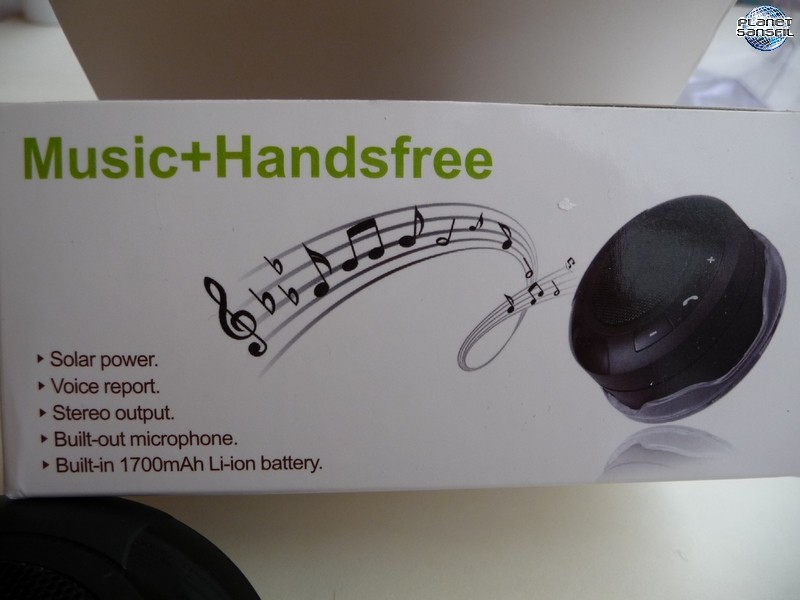 PLANET
SANSFIL
Music+Handsfree
Solar power.
Voice report.
Stereo output.
Built-out microphone.
Built-in 1700mAh Li-ion battery.